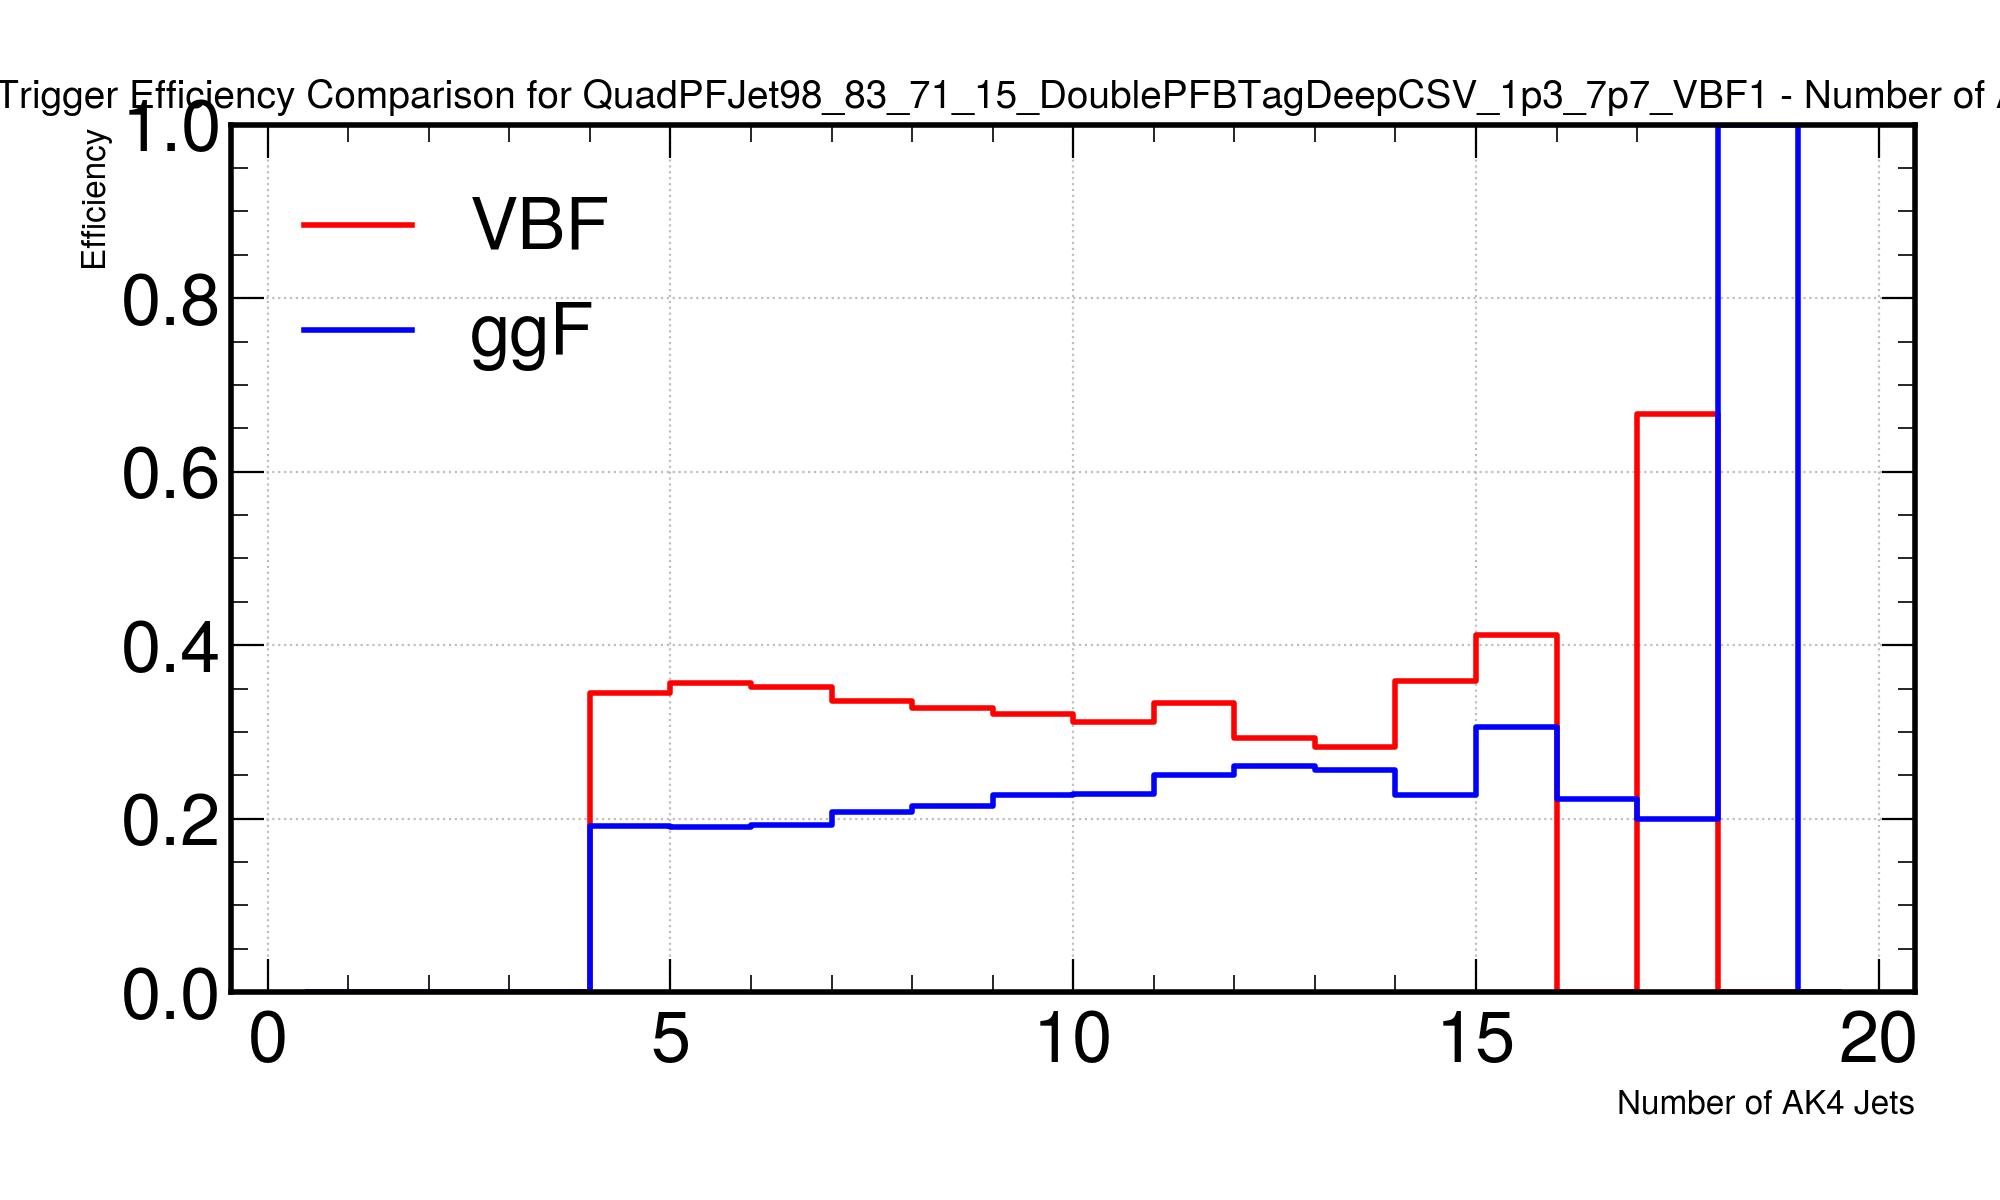 Trigger Efficiency Comparison for QuadPFJet98_83_71_15_DoublePFBTagDeepCSV_1p3_7p7_VBF1 - Number of
Efficiency
1.0
0.8
0.6
0.4
0.2
0.0
VBF
ggF
0 5 10 15 20
Number of AK4 Jets